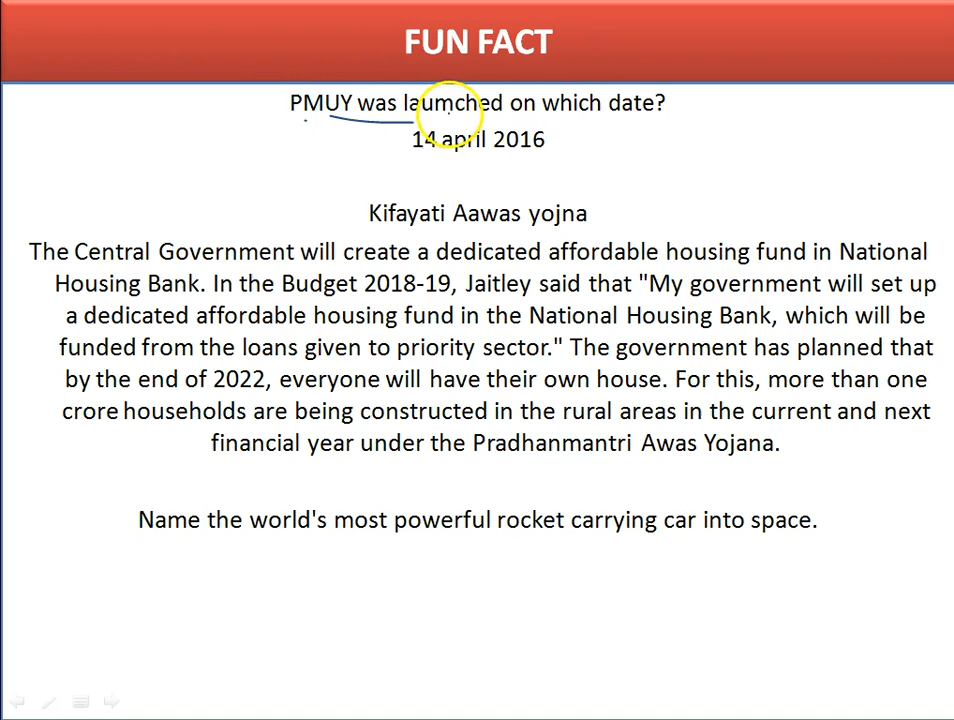 FUN FACT
PMUY was laumched on which date?
14 april 2016
Kifayati Aawas yojna
The Central Government will create a dedicated affordable housing fund in National
Housing Bank. In the Budget 2018-19, Jaitley said that "My government will set up
a dedicated affordable housing fund in the National Housing Bank, which will be
funded from the loans given to priority sector." The government has planned that
by the end of 2022, everyone will have their own house. For this, more than one
crore households are being constructed in the rural areas in the current and next
financial year under the Pradhanmantri Awas Yojana.
Name the world's most powerful rocket carrying car into space.